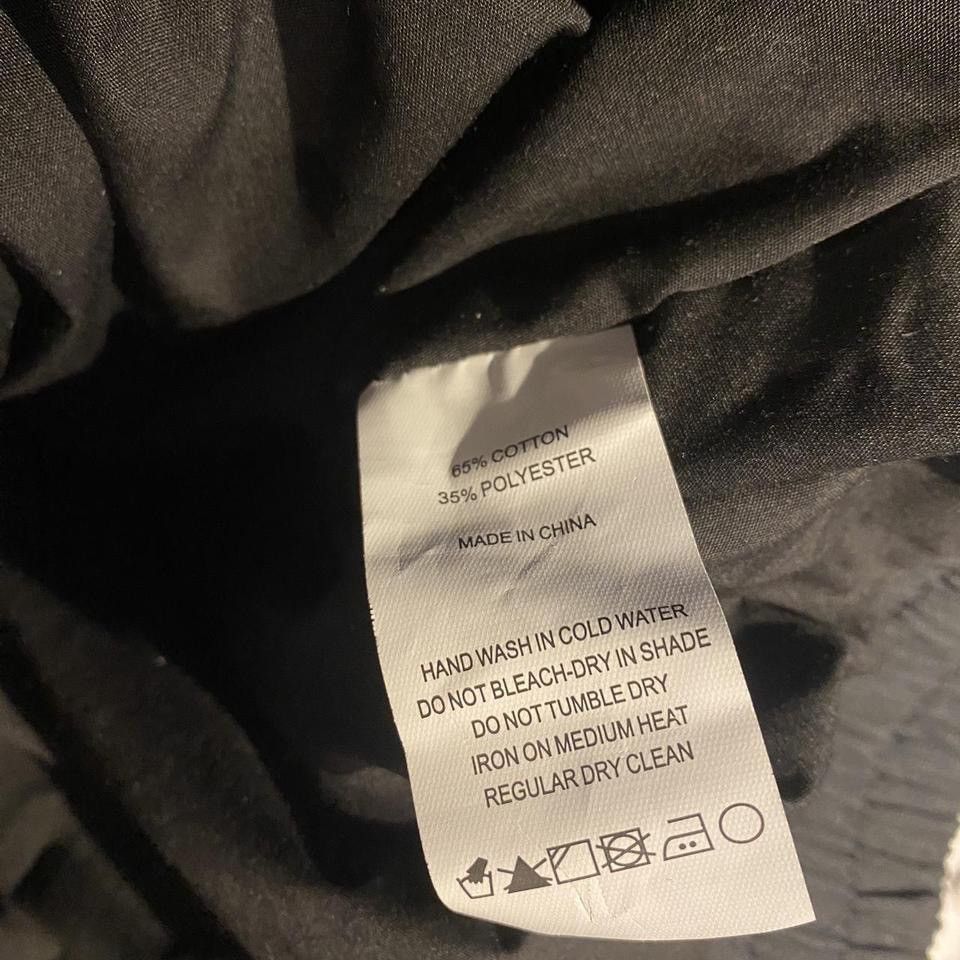 65% COTTON
35% POLYESTER
MADE IN CHINA
HAND WASH IN COLD WATER
DO NOT BLEACH-DRY IN SHADE
DO NOT TUMBLE DRY
IRON ON MEDIUM HEAT
REGULAR DRY CLEAN